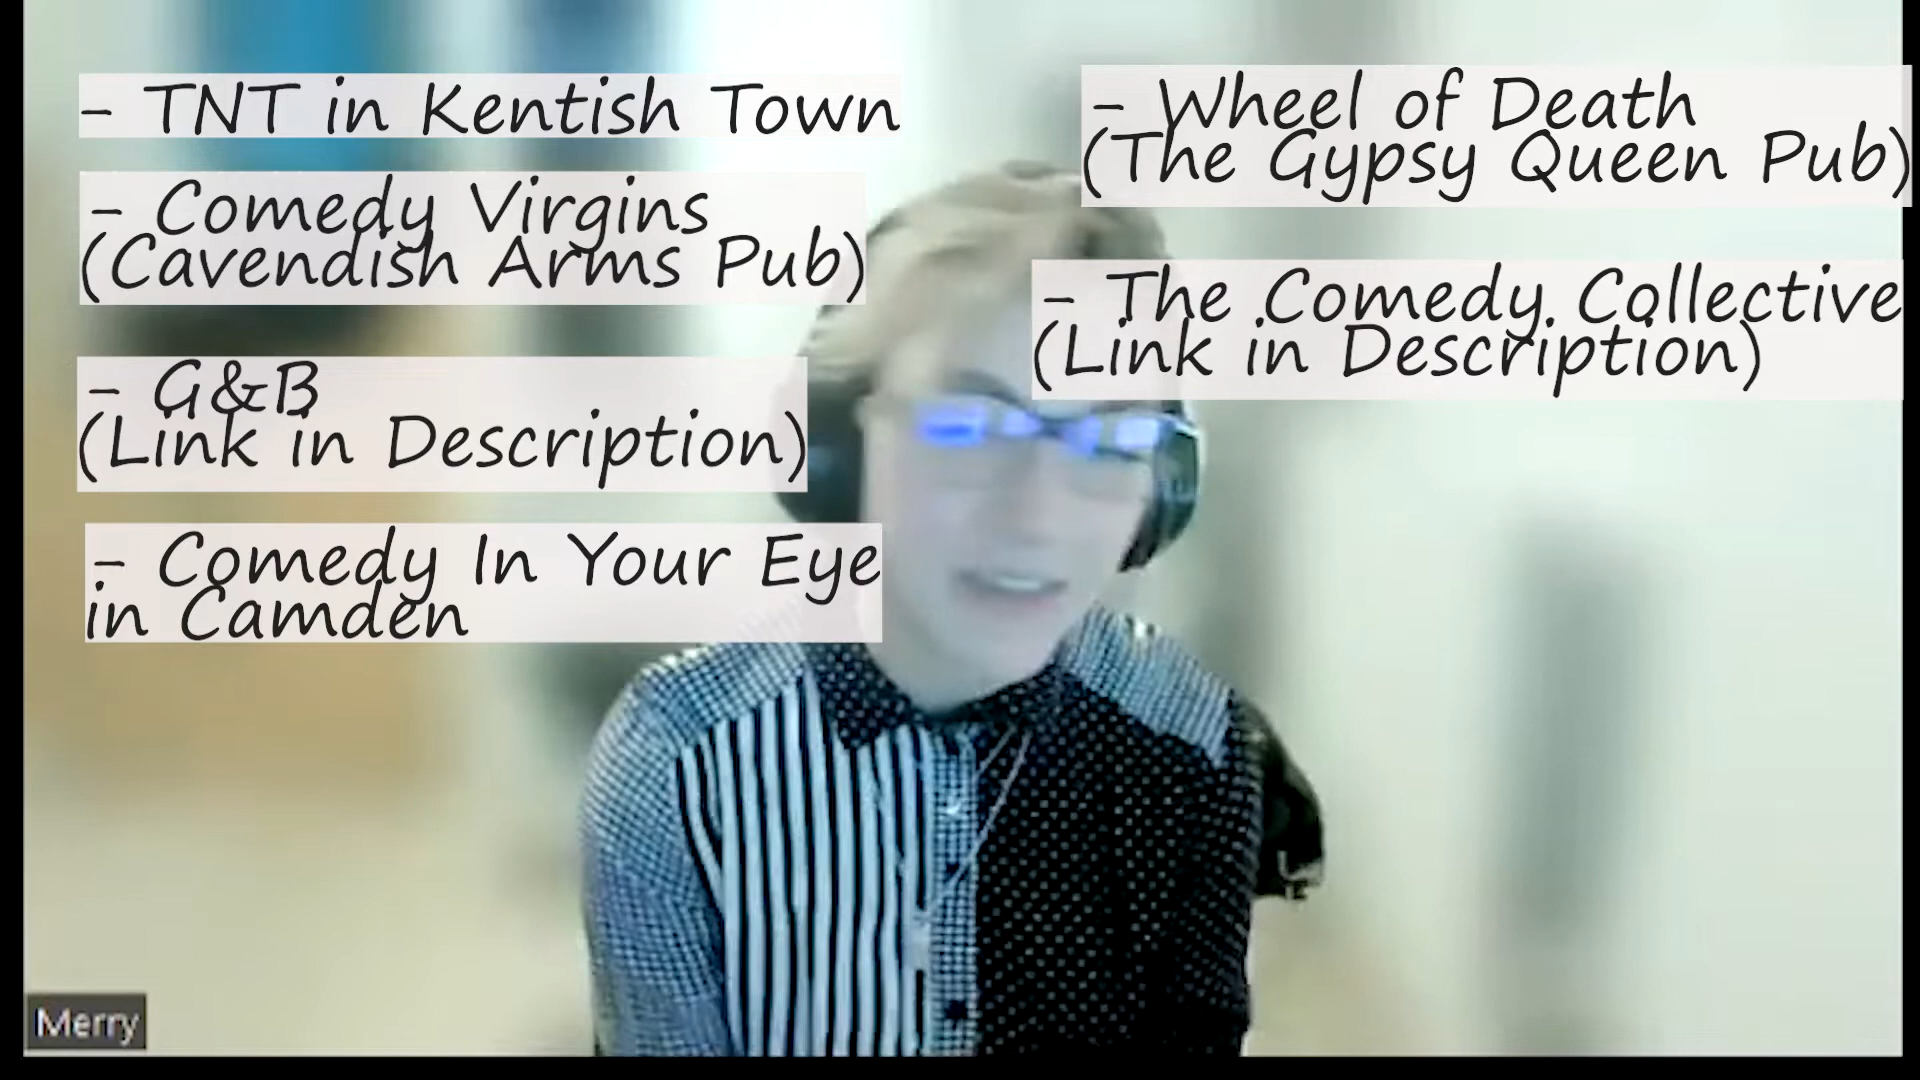 - TNT in Kentish Town
- Comedy Virgins
(Cavendish Arms Pub)
- G&B
(Link in Description)
- Comedy In Your Eye
in Camden
- Wheel of Death
(The Gypsy Queen Pub)
- The Comedy Collective
(Link in Description)
Merry